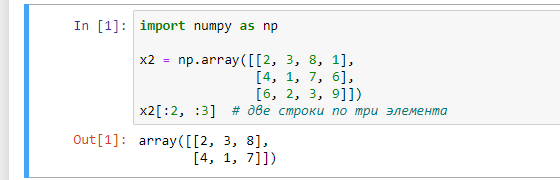 In [1]: import numpy as np
x2 = np.array([[2, 3, 8, 1],
[4, 1, 7, 6],
[6, 2, 3, 9]])
x2[:2, :3]  # две строки по три элемента
Out[1]: array([[2, 3, 8],
[4, 1, 7]])